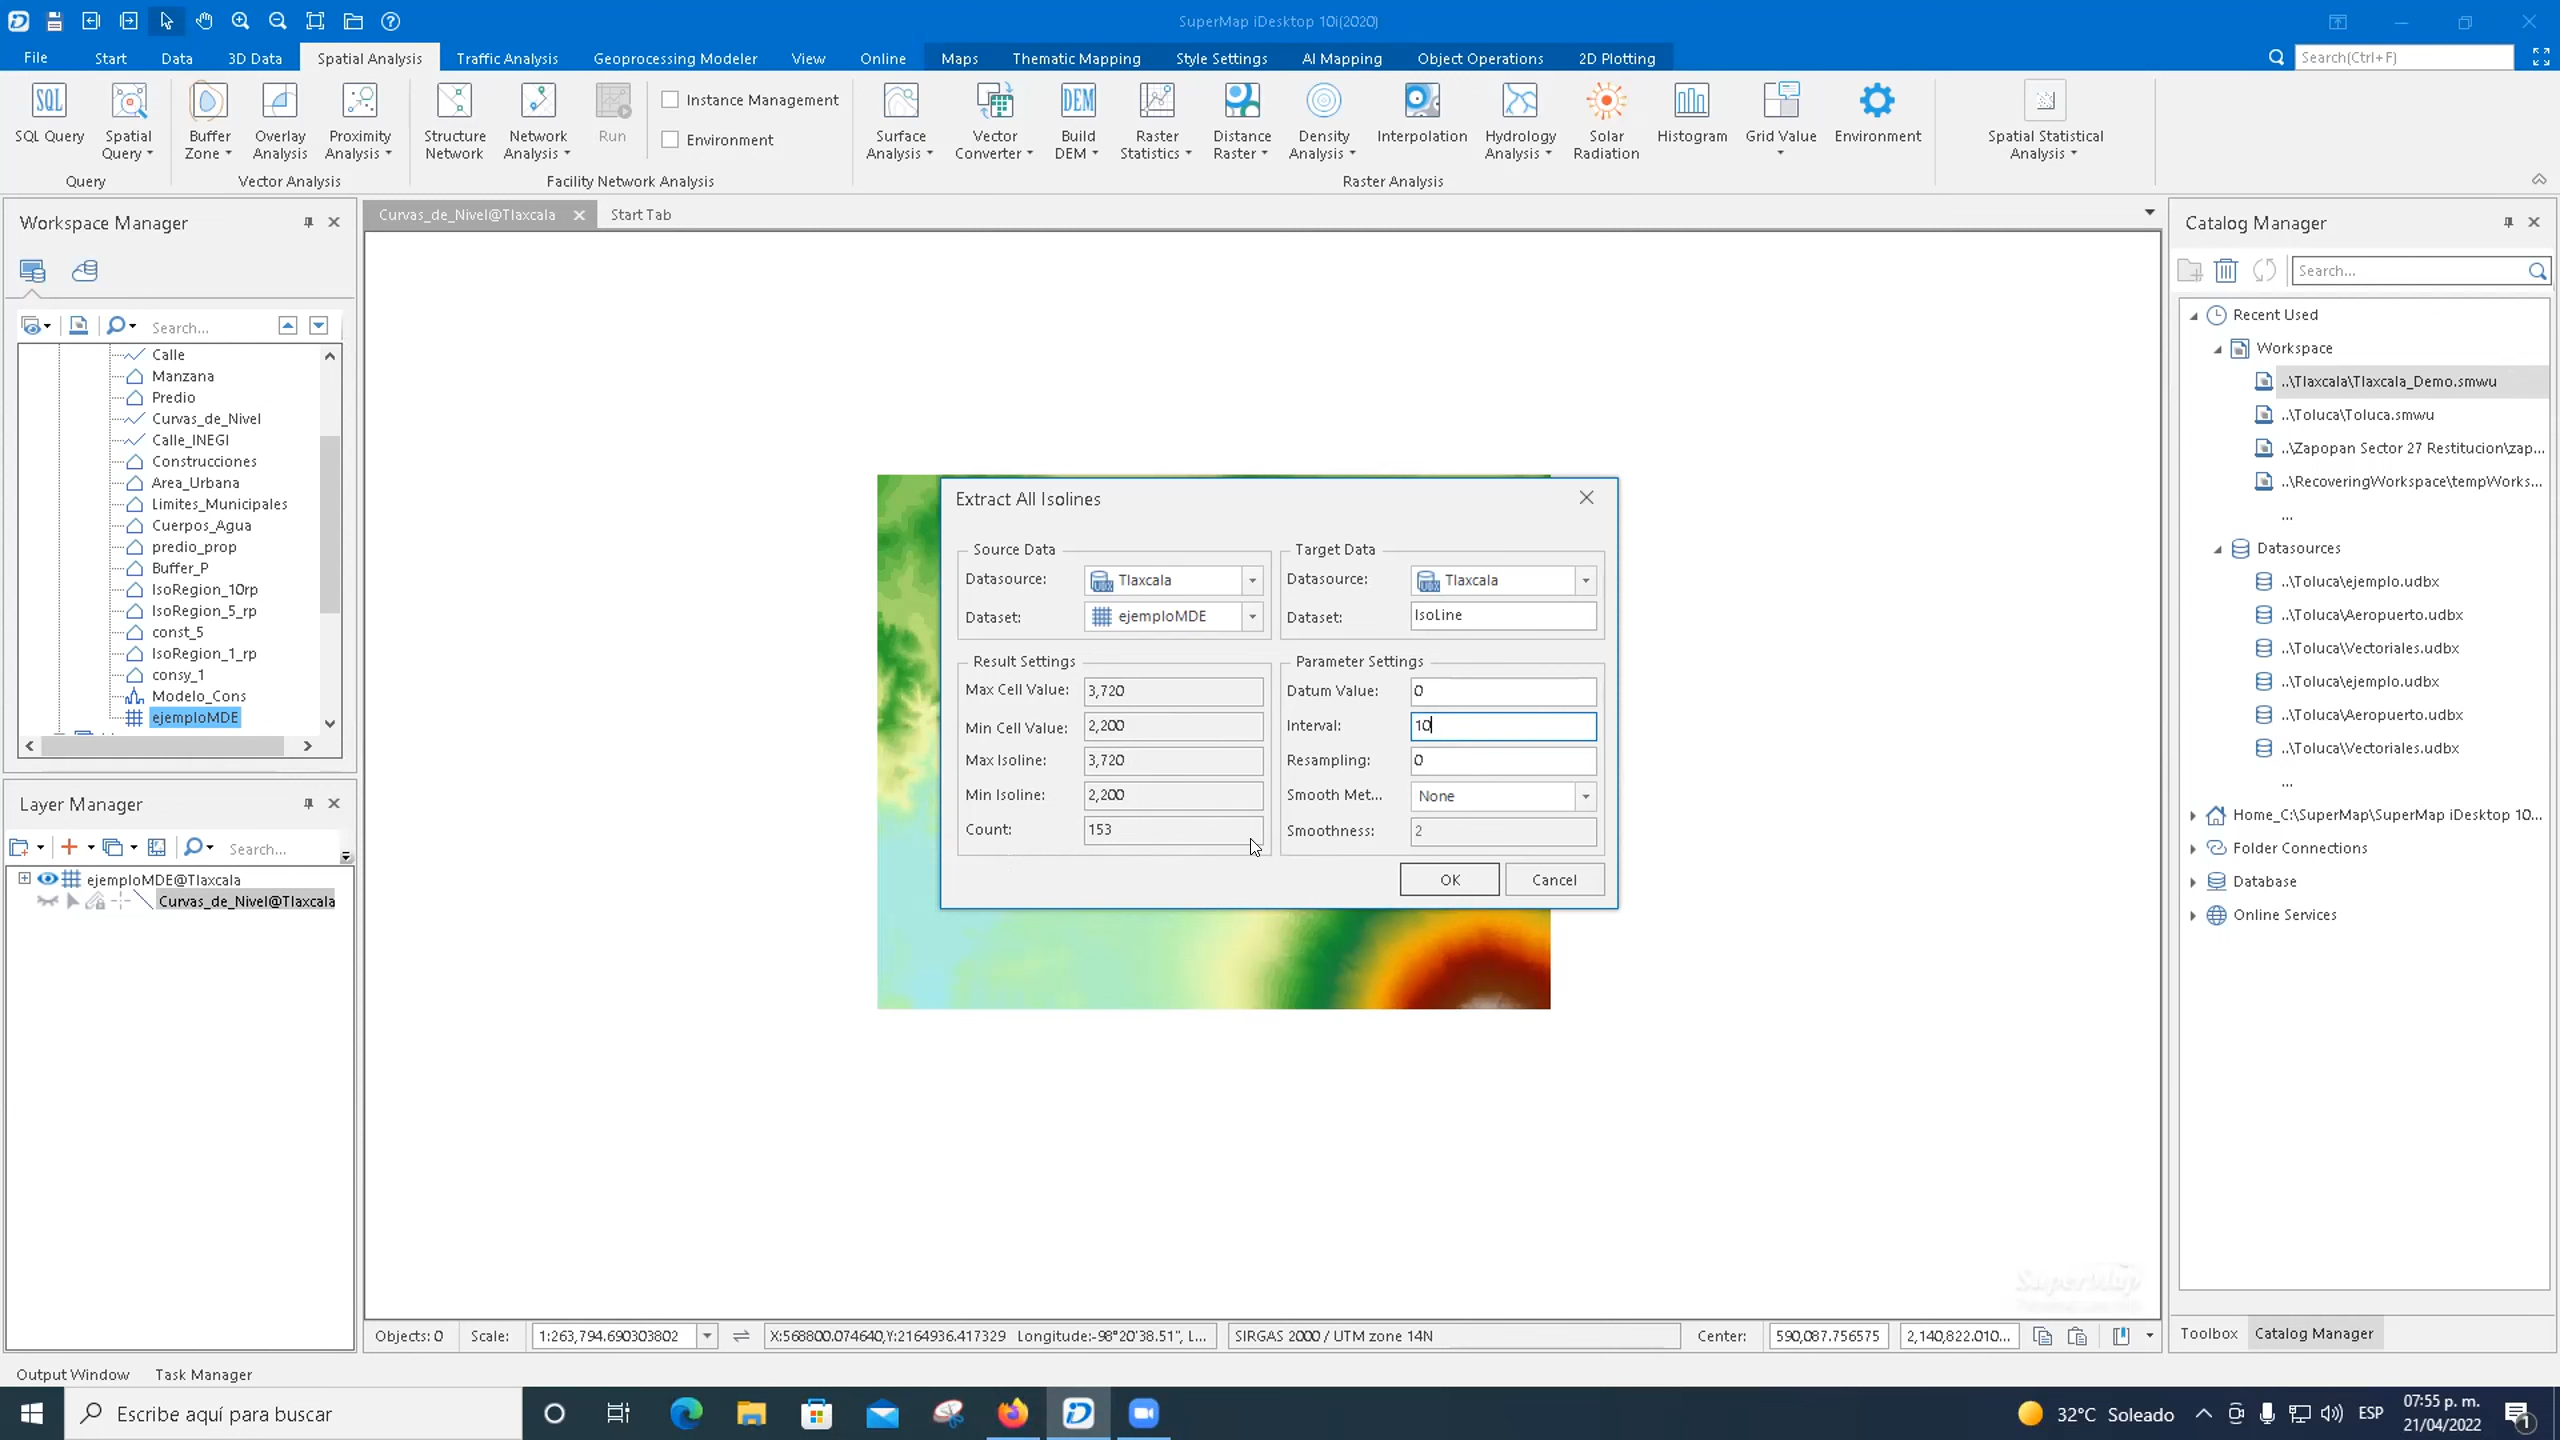 SuperMap iDesktop 10i(2020)
File Start Data 3D Data Spatial Analysis Traffic Analysis Geoprocessing Modeler View Online Maps Thematic Mapping Style Settings AI Mapping Object Operations 2D Plotting Search(Ctrl+F)
SQL DEM
SQL Query Spatial Query Buffer Zone Overlay Analysis Proximity Analysis Structure Network Network Analysis Run Surface Analysis Vector Converter Build DEM Raster Statistics Distance Raster Density Analysis Interpolation Hydrology Analysis Solar Radiation Histogram Grid Value Environment Spatial Statistical Analysis
Instance Management
Environment
Query Vector Analysis Facility Network Analysis Raster Analysis
Workspace Manager
Search...
Calle
Manzana
Predio
Curvas_de_Nivel
Calle_INEGI
Construcciones
Area_Urbana
Limites_Municipales
Cuerpos_Agua
predio_prop
Buffer_P
IsoRegion_10rp
IsoRegion_5_rp
const_5
IsoRegion_1_rp
consy_1
Modelo_Cons
ejemploMDE
Layer Manager
Search...
ejemploMDE@Tlaxcala
Curvas_de_Nivel@Tlaxcala
Curvas_de_Nivel@Tlaxcala Start Tab
Extract All Isolines
Source Data
Datasource: Tlaxcala
Dataset: ejemploMDE
Target Data
Datasource: Tlaxcala
Dataset: IsoLine
Result Settings
Max Cell Value: 3,720
Min Cell Value: 2,200
Max Isoline: 3,720
Min Isoline: 2,200
Count: 153
Parameter Settings
Datum Value: 0
Interval: 10
Resampling: 0
Smooth Met... None
Smoothness: 2
OK Cancel
SuperMap
Objects: 0 Scale: 1:263,794.690303802 X:568800.074640,Y:2164936.417329 Longitude:-98°20'38.51", L... SIRGAS 2000 / UTM zone 14N Center: 590,087.756575 2,140,822.010...
Catalog Manager
Search...
Recent Used
Workspace
..\Tlaxcala\Tlaxcala_Demo.smwu
..\Toluca\Toluca.smwu
..\Zapopan Sector 27 Restitucion\zap...
..\RecoveringWorkspace\tempWorks...
...
Datasources
..\Toluca\ejemplo.udbx
..\Toluca\Aeropuerto.udbx
..\Toluca\Vectoriales.udbx
..\Toluca\ejemplo.udbx
..\Toluca\Aeropuerto.udbx
..\Toluca\Vectoriales.udbx
...
Home_C:\SuperMap\SuperMap iDesktop 10...
Folder Connections
Database
Online Services
Toolbox Catalog Manager
Output Window Task Manager
Escribe aquí para buscar
32°C Soleado ESP 07:55 p. m.
21/04/2022
1